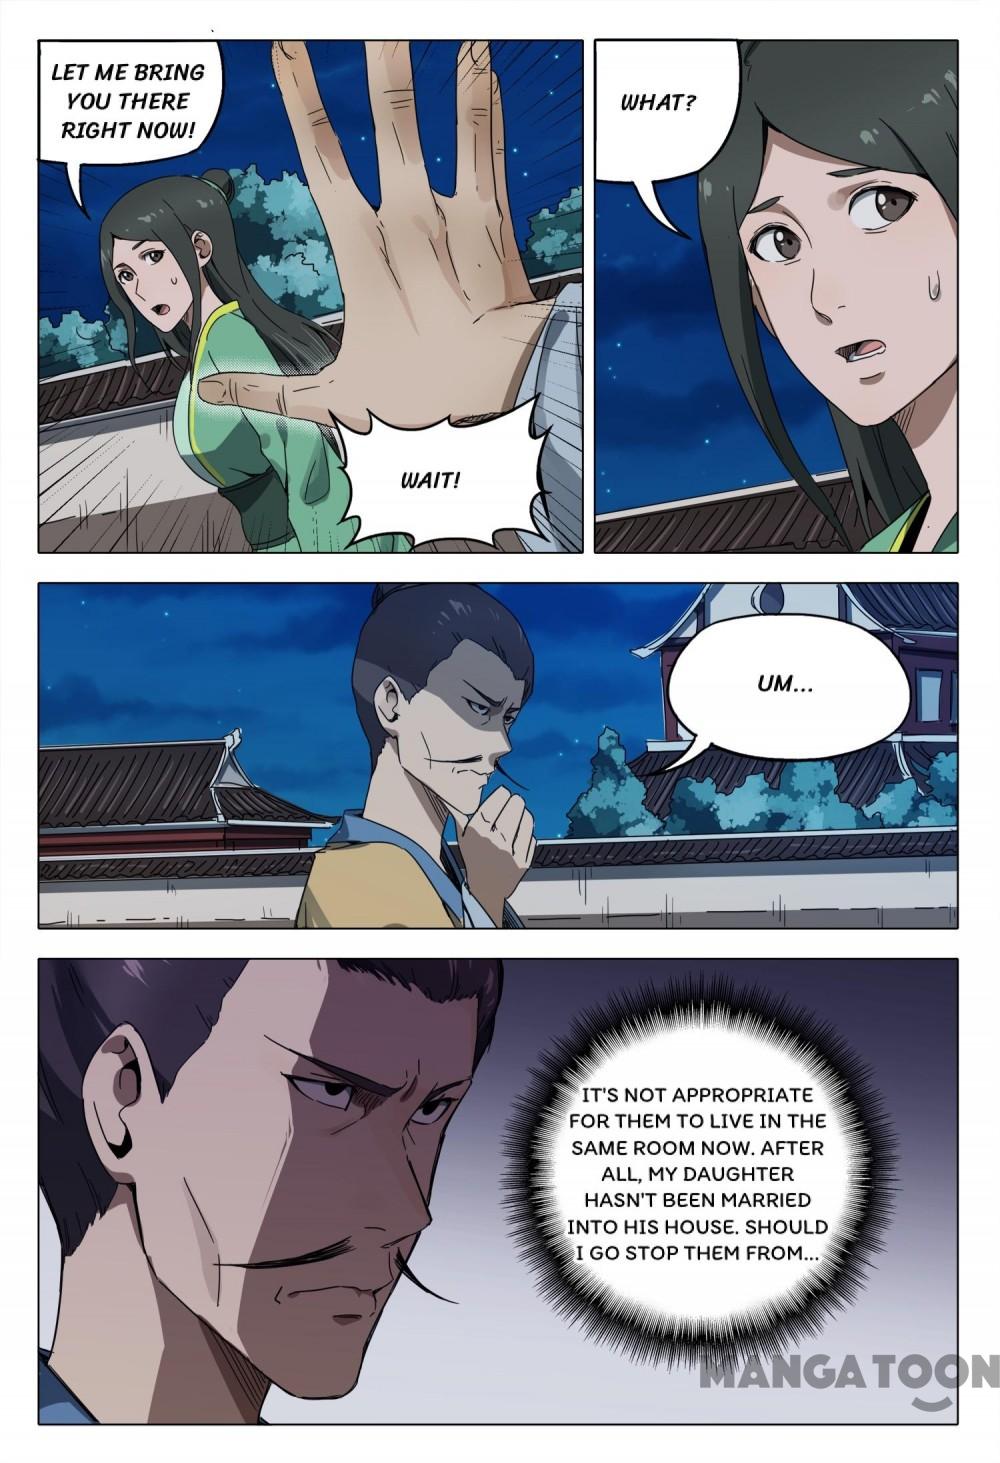 LET ME BRING
YOU THERE
RIGHT NOW!
WAIT!
WHAT?
UM...
IT'S NOT APPROPRIATE
FOR THEM TO LIVE IN THE
SAME ROOM NOW. AFTER
ALL, MY DAUGHTER
HASN'T BEEN MARRIED
INTO HIS HOUSE. SHOULD
I GO STOP THEM FROM...
MANGATOON